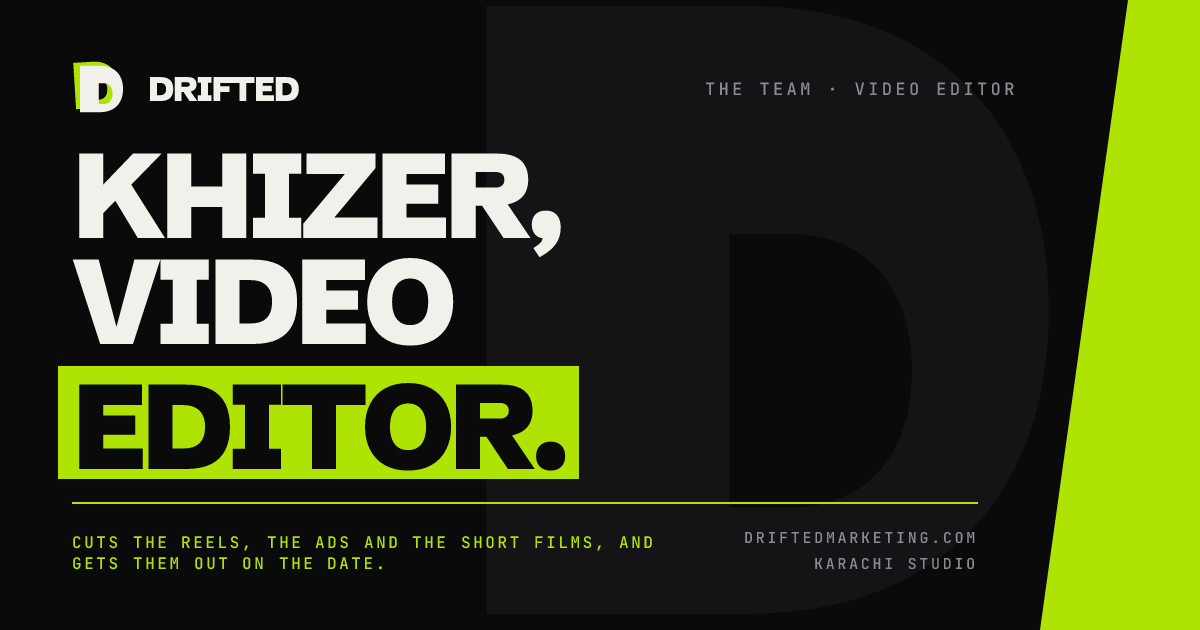 D DRIFTED
THE TEAM · VIDEO EDITOR
KHIZER,
VIDEO
EDITOR.
CUTS THE REELS, THE ADS AND THE SHORT FILMS, AND
GETS THEM OUT ON THE DATE.
DRIFTEDMARKETING.COM
KARACHI STUDIO